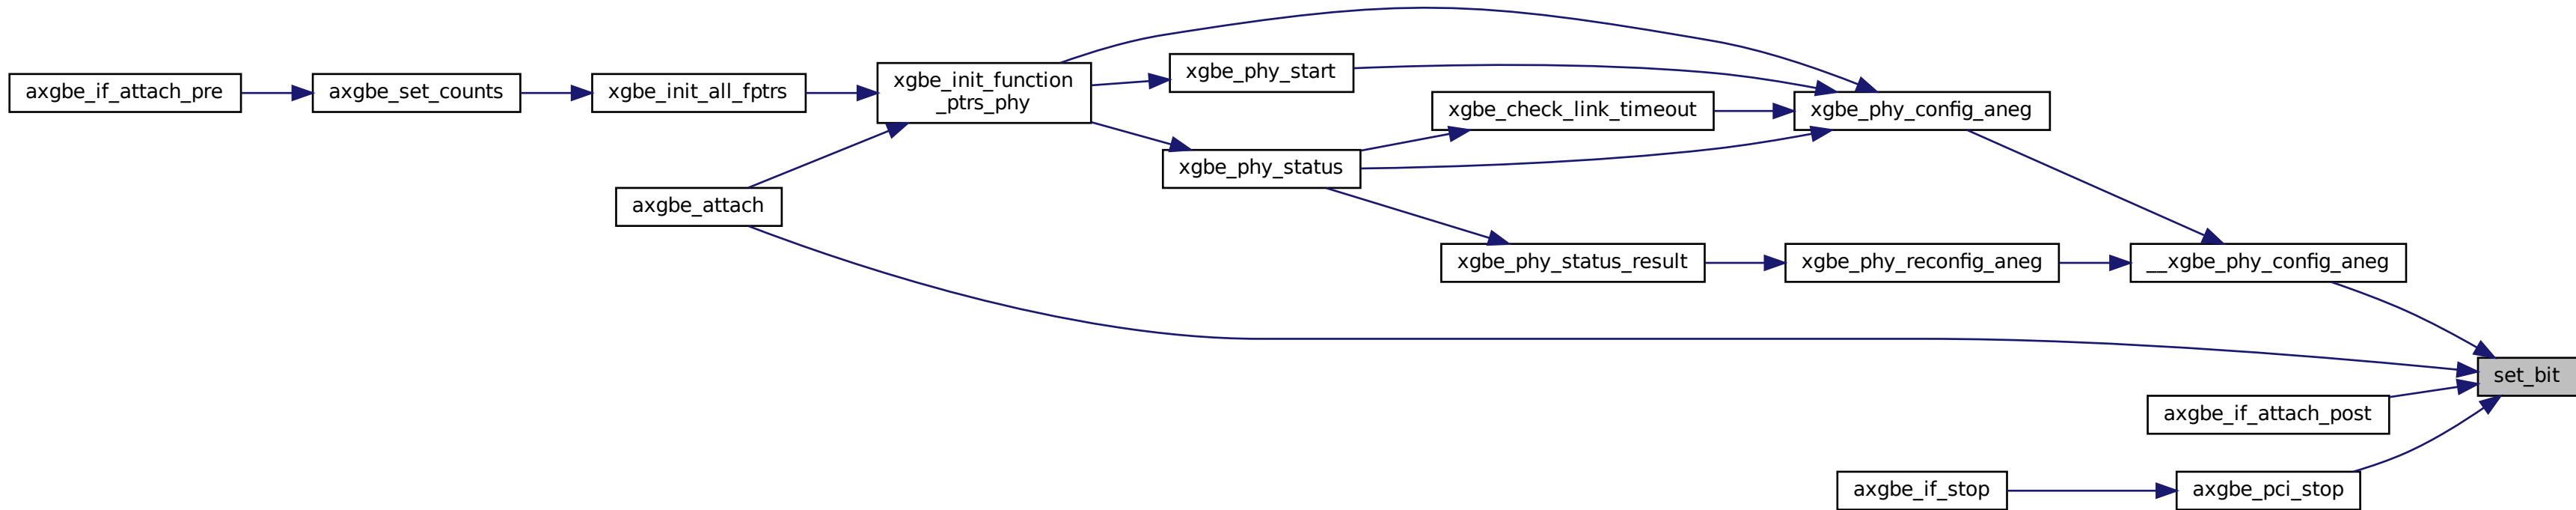 axgbe_if_attach_pre
axgbe_set_counts
xgbe_init_all_fptrs
xgbe_init_function
_ptrs_phy
xgbe_phy_start
xgbe_check_link_timeout
xgbe_phy_config_aneg
xgbe_phy_status
axgbe_attach
xgbe_phy_status_result
xgbe_phy_reconfig_aneg
__xgbe_phy_config_aneg
set_bit
axgbe_if_attach_post
axgbe_if_stop
axgbe_pci_stop